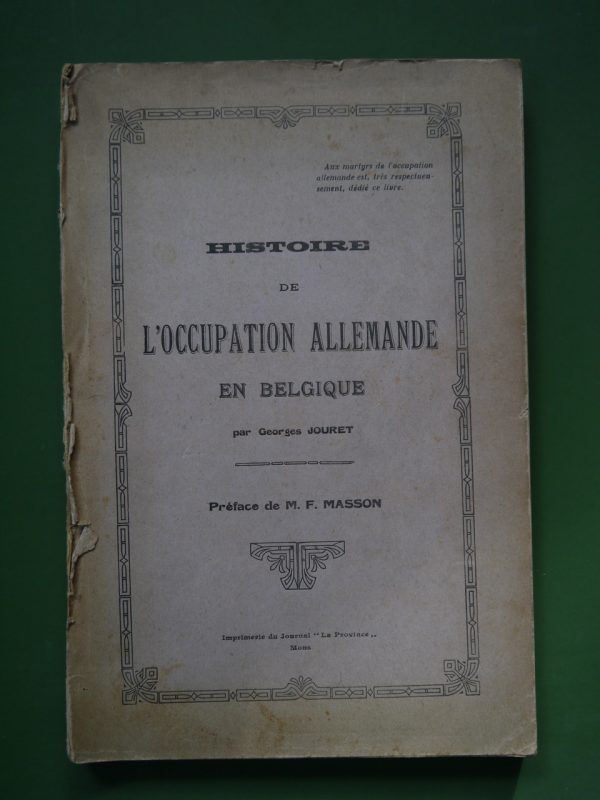 Aux martyrs de l'occupation
allemande est, très respectueu-
sement, dédié ce livre.
HISTOIRE
DE
L'OCCUPATION ALLEMANDE
EN BELGIQUE
par Georges JOURET
Préface de M. F. MASSON
Imprimerie du Journal “La Province„
Mons